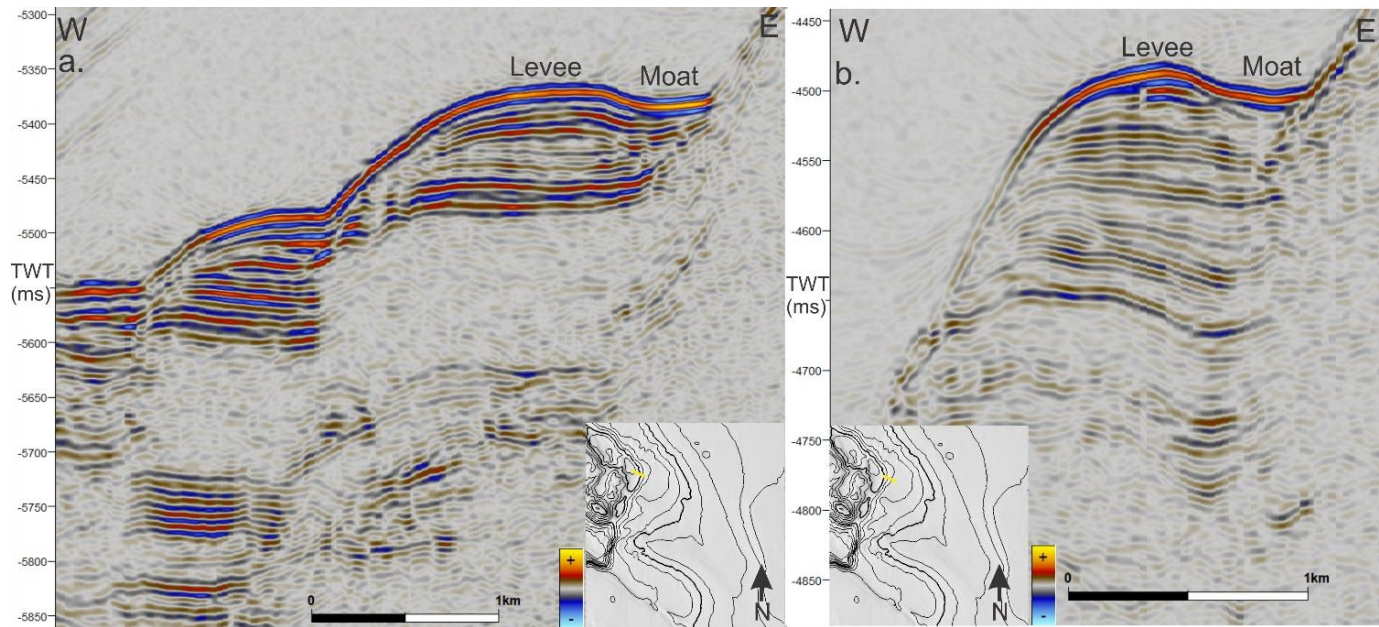 W E
a.
Levee
Moat
-5300
-5350
-5400
-5450
-5500
TWT
(ms)
-5600
-5650
-5700
-5750
-5800
-5850
+
-
0 1km
N
W E
b.
Levee
Moat
-4450
-4500
-4550
-4600
TWT
(ms)
-4700
-4750
-4800
-4850
+
-
0 1km
N